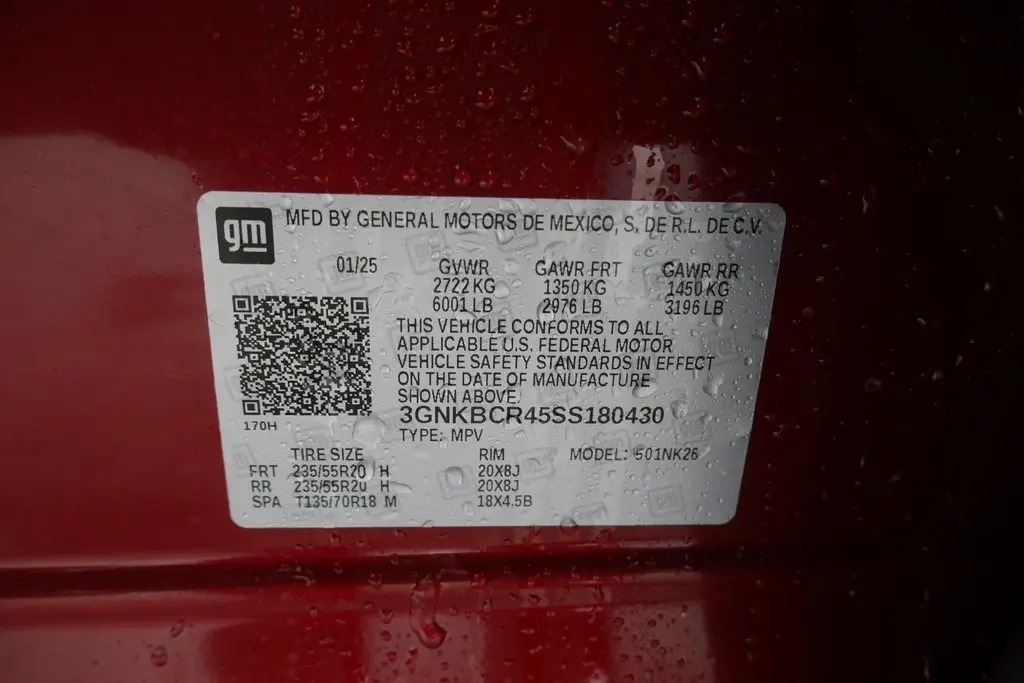 gm MFD BY GENERAL MOTORS DE MEXICO, S. DE R.L. DE C.V.
01/25 GVWR GAWR FRT GAWR RR
2722 KG 1350 KG 1450 KG
6001 LB 2976 LB 3196 LB
THIS VEHICLE CONFORMS TO ALL
APPLICABLE U.S. FEDERAL MOTOR
VEHICLE SAFETY STANDARDS IN EFFECT
ON THE DATE OF MANUFACTURE
SHOWN ABOVE.
3GNKBCR45SS180430
170H
TYPE: MPV
TIRE SIZE RIM MODEL: 501NK26
FRT 235/55R20 H 20X8J
RR 235/55R20 H 20X8J
SPA T135/70R18 M 18X4.5B